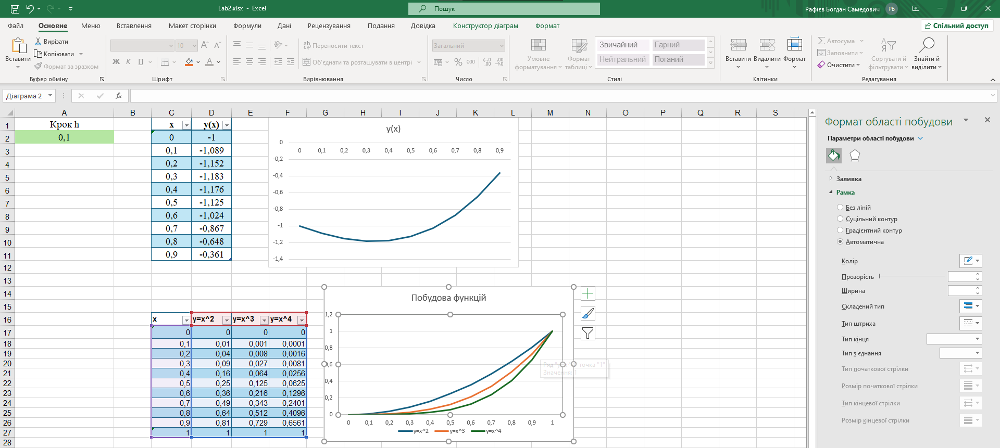 Lab2.xlsx - Excel
Пошук
Рафієв Богдан Самедович
РБ
Файл Основне Меню Вставлення Макет сторінки Формули Дані Рецензування Подання Довідка Конструктор діаграм Формат
Спільний доступ
Вставити
Вирізати
Копіювати
Формат за зразком
Буфер обміну
10
Ж К П
Шрифт
Переносити текст
Об'єднати та розташувати в центрі
Вирівнювання
Загальний
% 000
Число
Умовне форматування
Формат таблиці
Звичайний Гарний
Нейтральний Поганий
Стилі
Вставити Видалити Формат
Клітинки
Автосума
Заповнити
Очистити
Сортувати й фільтрувати
Знайти й виділити
Редагування
Діаграма 2
fx
A B C D E F G H I J K L M N O P Q R S
1 Крок h x y(x)
2 0,1 0 -1
3 0,1 -1,089
4 0,2 -1,152
5 0,3 -1,183
6 0,4 -1,176
7 0,5 -1,125
8 0,6 -1,024
9 0,7 -0,867
10 0,8 -0,648
11 0,9 -0,361
12
13
14
15
16 x y=x^2 y=x^3 y=x^4
17 0 0 0 0
18 0,1 0,01 0,001 0,0001
19 0,2 0,04 0,008 0,0016
20 0,3 0,09 0,027 0,0081
21 0,4 0,16 0,064 0,0256
22 0,5 0,25 0,125 0,0625
23 0,6 0,36 0,216 0,1296
24 0,7 0,49 0,343 0,2401
25 0,8 0,64 0,512 0,4096
26 0,9 0,81 0,729 0,6561
27 1 1 1 1
28
y(x)
0
0 0,1 0,2 0,3 0,4 0,5 0,6 0,7 0,8 0,9
-0,2
-0,4
-0,6
-0,8
-1
-1,2
-1,4
Побудова функцій
1,2
1
0,8
0,6
0,4
0,2
0
0 0,1 0,2 0,3 0,4 0,5 0,6 0,7 0,8 0,9 1
y=x^2 y=x^3 y=x^4
точка "1"
Значення: 1
Формат області побудови
Параметри області побудови
Заливка
Рамка
Без ліній
Суцільний контур
Градієнтний контур
Автоматична
Колір
Прозорість
Ширина
Складений тип
Тип штриха
Тип кінця
Тип з'єднання
Тип початкової стрілки
Розмір початкової стрілки
Тип кінцевої стрілки
Розмір кінцевої стрілки